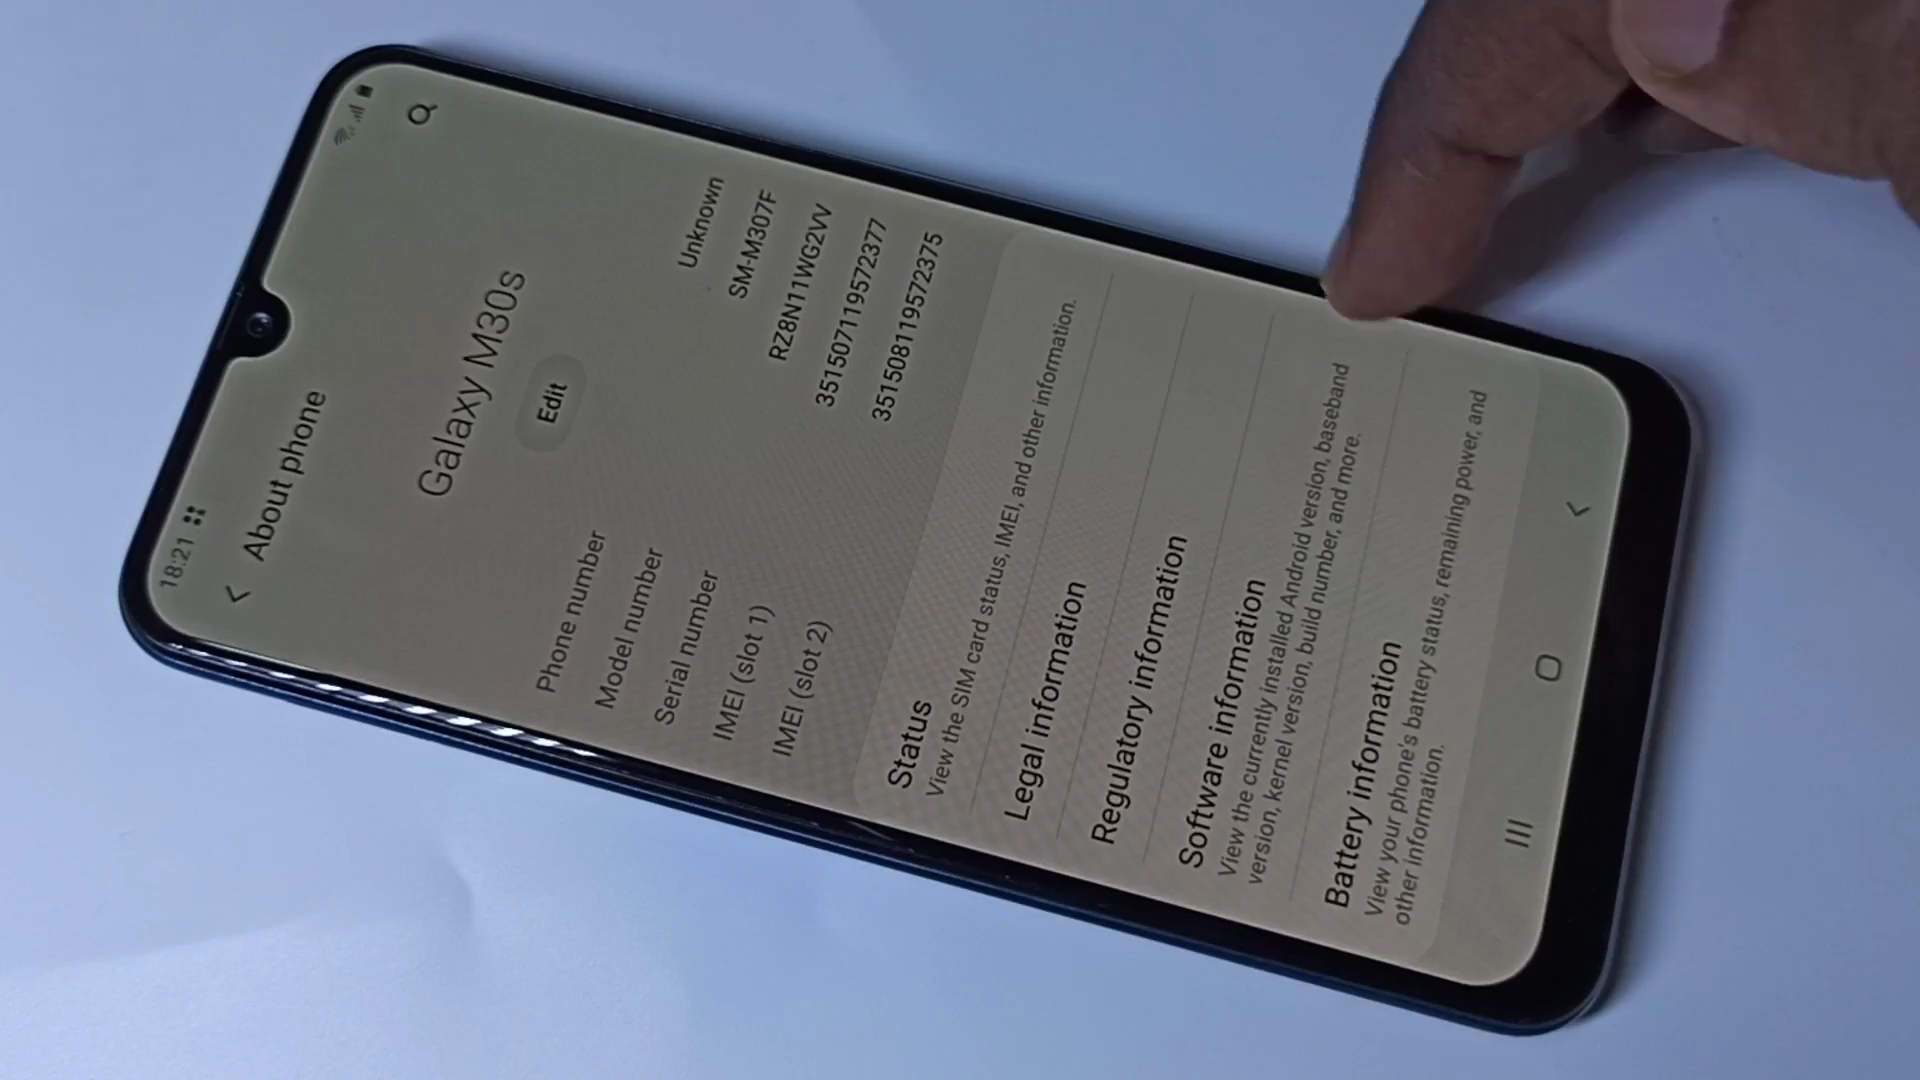 18:21
About phone
Galaxy M30s
Edit
Phone number Unknown
Model number SM-M307F
Serial number RZ8N11WG2VV
IMEI (slot 1) 351507119572377
IMEI (slot 2) 351508119572375
Status
View the SIM card status, IMEI, and other information.
Legal information
Regulatory information
Software information
View the currently installed Android version, baseband
version, kernel version, build number, and more.
Battery information
View your phone's battery status, remaining power, and
other information.